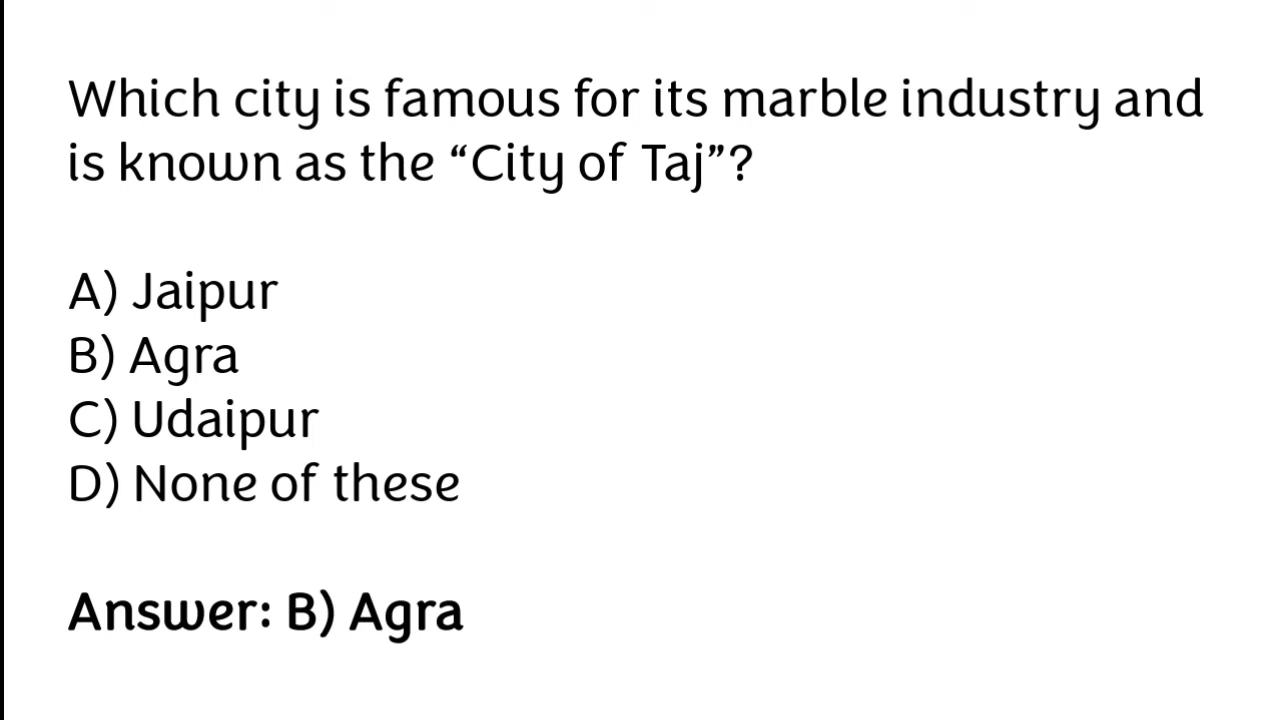 Which city is famous for its marble industry and
is known as the “City of Taj”?
A) Jaipur
B) Agra
C) Udaipur
D) None of these
Answer: B) Agra